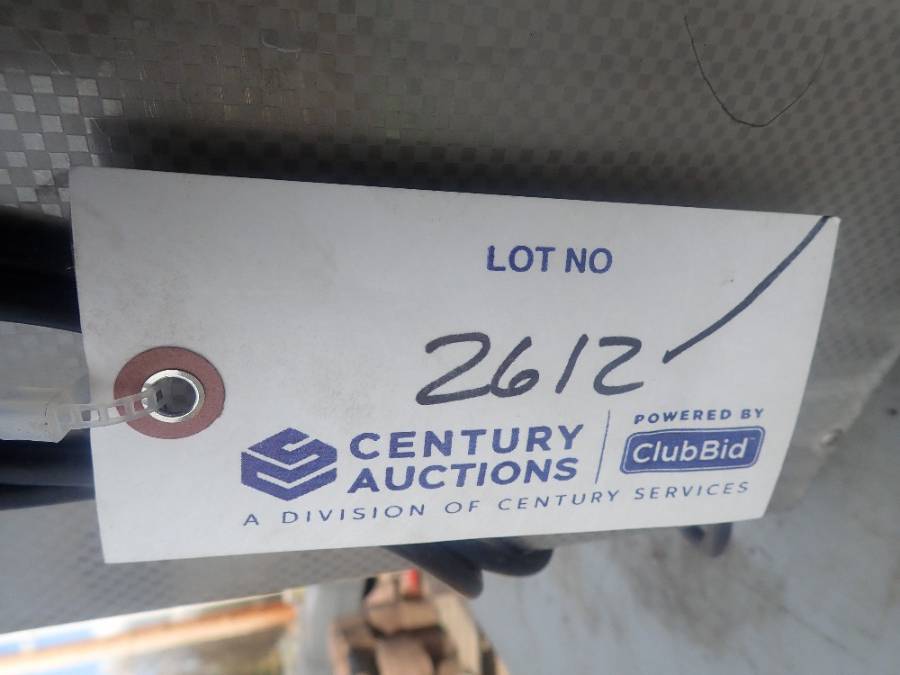 LOT NO
2612
CENTURY
AUCTIONS
POWERED BY
ClubBid
A DIVISION OF CENTURY SERVICES